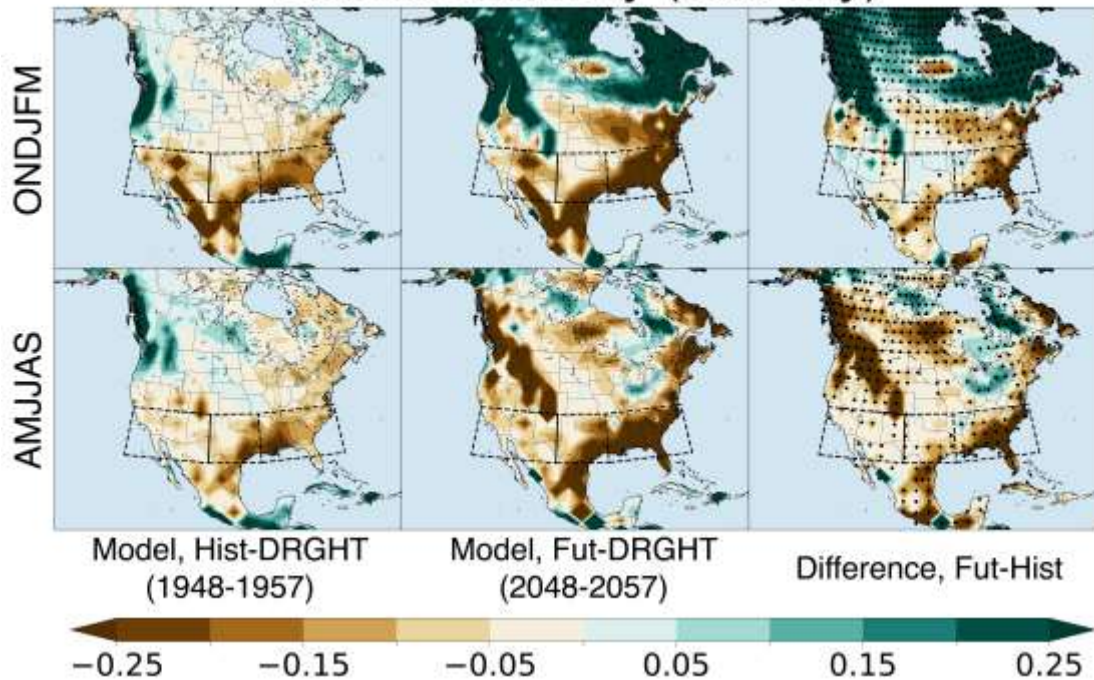 ONDJFM
AMJJAS
Model, Hist-DRGHT
(1948-1957)
Model, Fut-DRGHT
(2048-2057)
Difference, Fut-Hist
−0.25 −0.15 −0.05 0.05 0.15 0.25